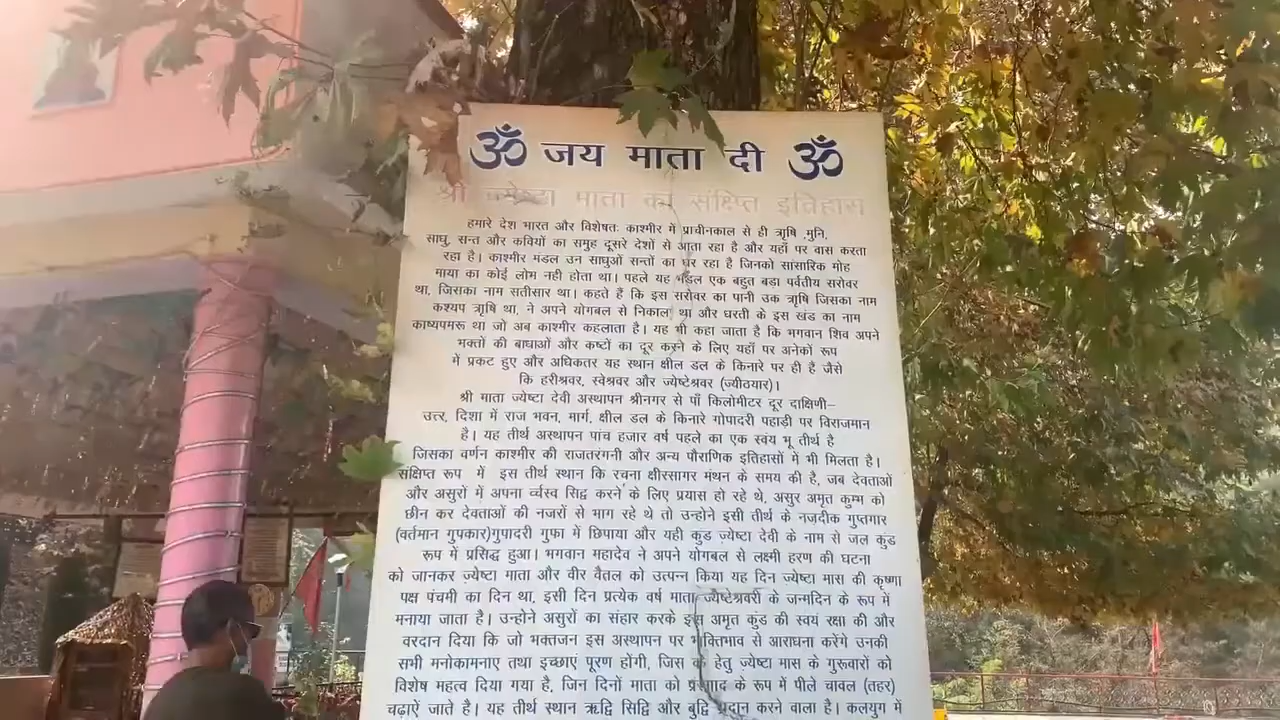 ॐ जय माता दी ॐ
श्री ज्येष्टा माता का संक्षिप्त इतिहास
हमारे देश भारत और विशेषतः काश्मीर में प्राचीनकाल से ही ऋृषि ,मुनि,
साधु, सन्त और कवियों का समुह दूसरे देशों से आता रहा है और यहाँ पर वास करता
रहा है। काश्मीर मंडल उन साधुओं सन्तों का घर रहा है जिनको सांसारिक मोह
माया का कोई लोभ नही होता था। पहले यह मंडल एक बहुत बडा पर्वतीय सरोवर
था, जिसका नाग सतीसार था। कहते हैं कि इस सरोवर का पानी उक ऋृषि जिसका नाम
कश्यप ऋृषि था, ने अपने योगबल से निकाला था और धरती के इस खंड का नाम
काष्यपमरू था जो अब काश्मीर कहलाता है। यह भी कहा जाता है कि भगवान शिव अपने
भक्तों की बाधाओं और कष्टों का दूर करने के लिए यहाँ पर अनेकों रूप
में प्रकट हुए और अधिकतर यह स्थान क्षील डल के किनारे पर ही है जैसे
कि हरीश्वर, स्वेश्वर और ज्येष्टेश्वर (ज्यीठयार)।
श्री माता ज्येष्टा देवी अस्थापन श्रीनगर से पाँ किलोमीटर दूर दाक्षिणी–
उत्त्र, दिशा में राज भवन, मार्ग, क्षील डल के किनारे गोपादरी पहाड़ी पर विराजमान
है। यह तीर्थ अस्थापन पांच हजार वर्ष पहले का एक स्वंय भू तीर्थ है
जिसका वर्णन काश्मीर की राजतरंगनी और अन्य पौराणिक इतिहासों में भी मिलता है।
संक्षिप्त रूप में इस तीर्थ स्थान कि रचना क्षीरसागर मंथन के समय की है, जब देवताओं
और असुरों में अपना र्च्वस्व सिद्व करने के लिए प्रयास हो रहे थे, असुर अमृत कुम्भ को
छीन कर देवताओं की नजरों से भाग रहे थे तो उन्होने इसी तीर्थ के नज़दीक गुप्तगार
(वर्तमान गुपकार)गुपादरी गुफा में छिपाया और यही कुड ज़्येष्टा देवी के नाम से जल कुंड
रूप में प्रसिद्व हुआ। भगवान महादेव ने अपने योगबल से लक्ष्मी हरण की घटना
को जानकर ज़्येष्टा माता और वीर वैतल को उत्पन्न किया यह दिन ज्येष्टा मास की कृष्णा
पक्ष पंचमी का दिन था, इसी दिन प्रत्येक वर्ष माता ज्येष्टेश्वरी के जन्मदिन के रूप में
मनाया जाता है। उन्होने असुरों का संहार करके इस अमृत कुंड की स्वयं रक्षा की और
वरदान दिया कि जो भक्तजन इस अस्थापन पर भक्तिभाव से आराधना करेंगे उनकी
सभी मनोकामनाए तथा इच्छाएं पूरण होंगी, जिस के हेतु ज्येष्टा मास के गुरूवारों को
विशेष महत्व दिया गया है, जिन दिनों माता को प्रसाद के रूप में पीले चावल (तहर)
चढ़ाऐं जाते है। यह तीर्थ स्थान ऋद्वि सिद्वि और बुद्वि प्रदान करने वाला है। कलयुग में